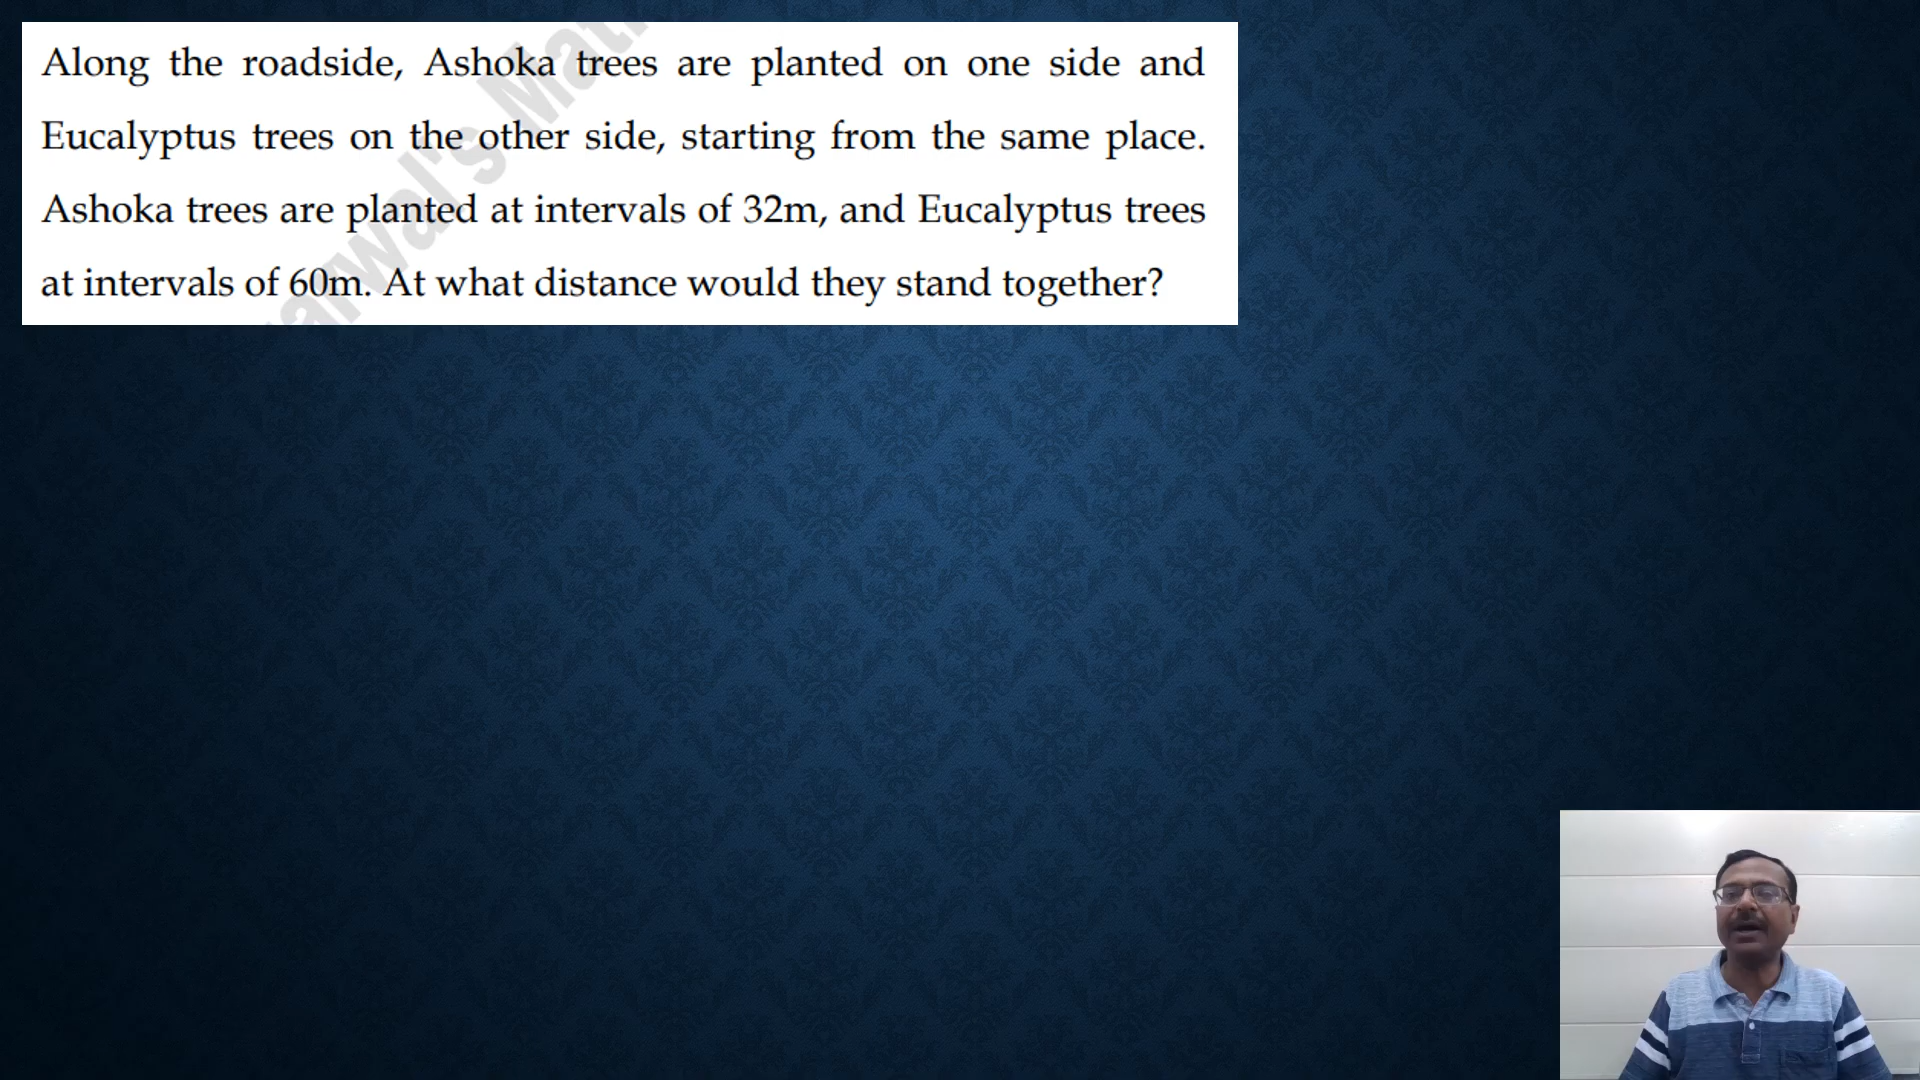 Along the roadside, Ashoka trees are planted on one side and
Eucalyptus trees on the other side, starting from the same place.
Ashoka trees are planted at intervals of 32m, and Eucalyptus trees
at intervals of 60m. At what distance would they stand together?